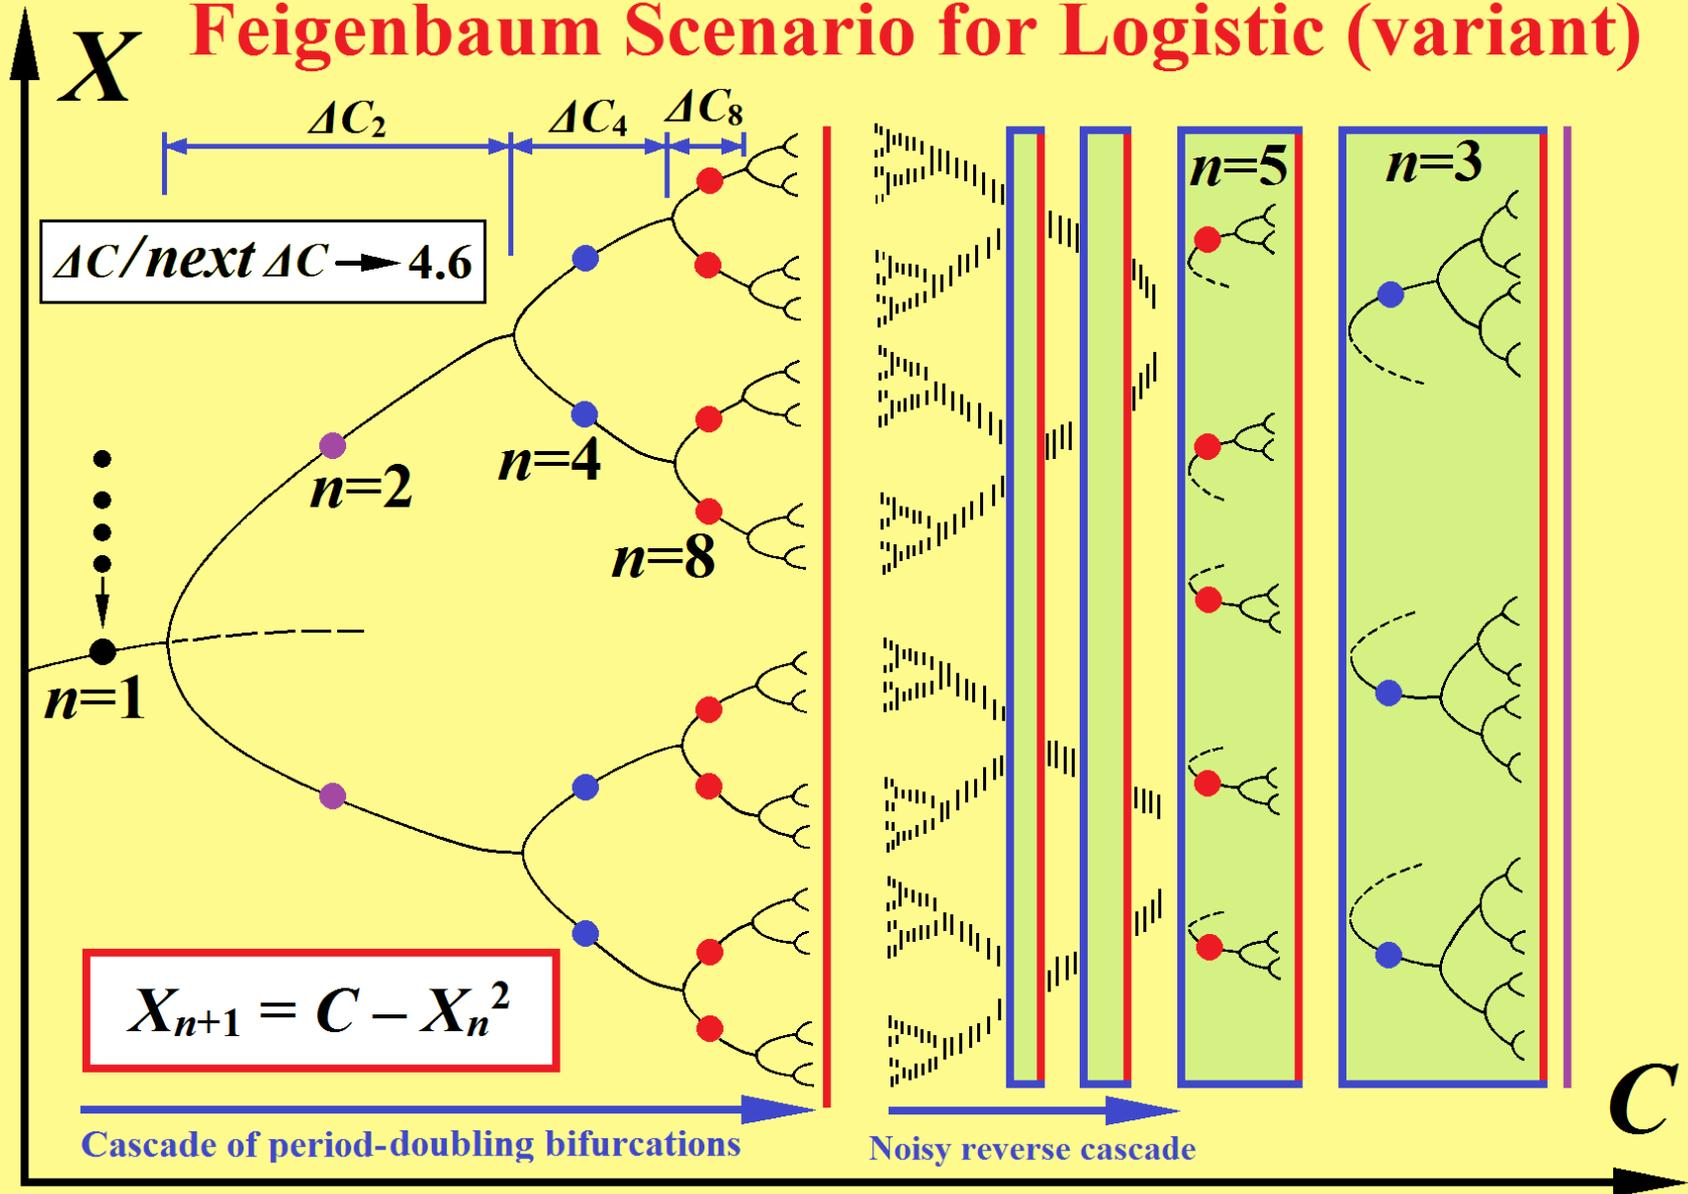 Feigenbaum Scenario for Logistic (variant)
X
ΔC₂
ΔC₄
ΔC₈
n=5
n=3
ΔC/next ΔC → 4.6
n=2
n=4
n=8
n=1
Xₙ₊₁ = C – Xₙ²
C
Cascade of period-doubling bifurcations
Noisy reverse cascade